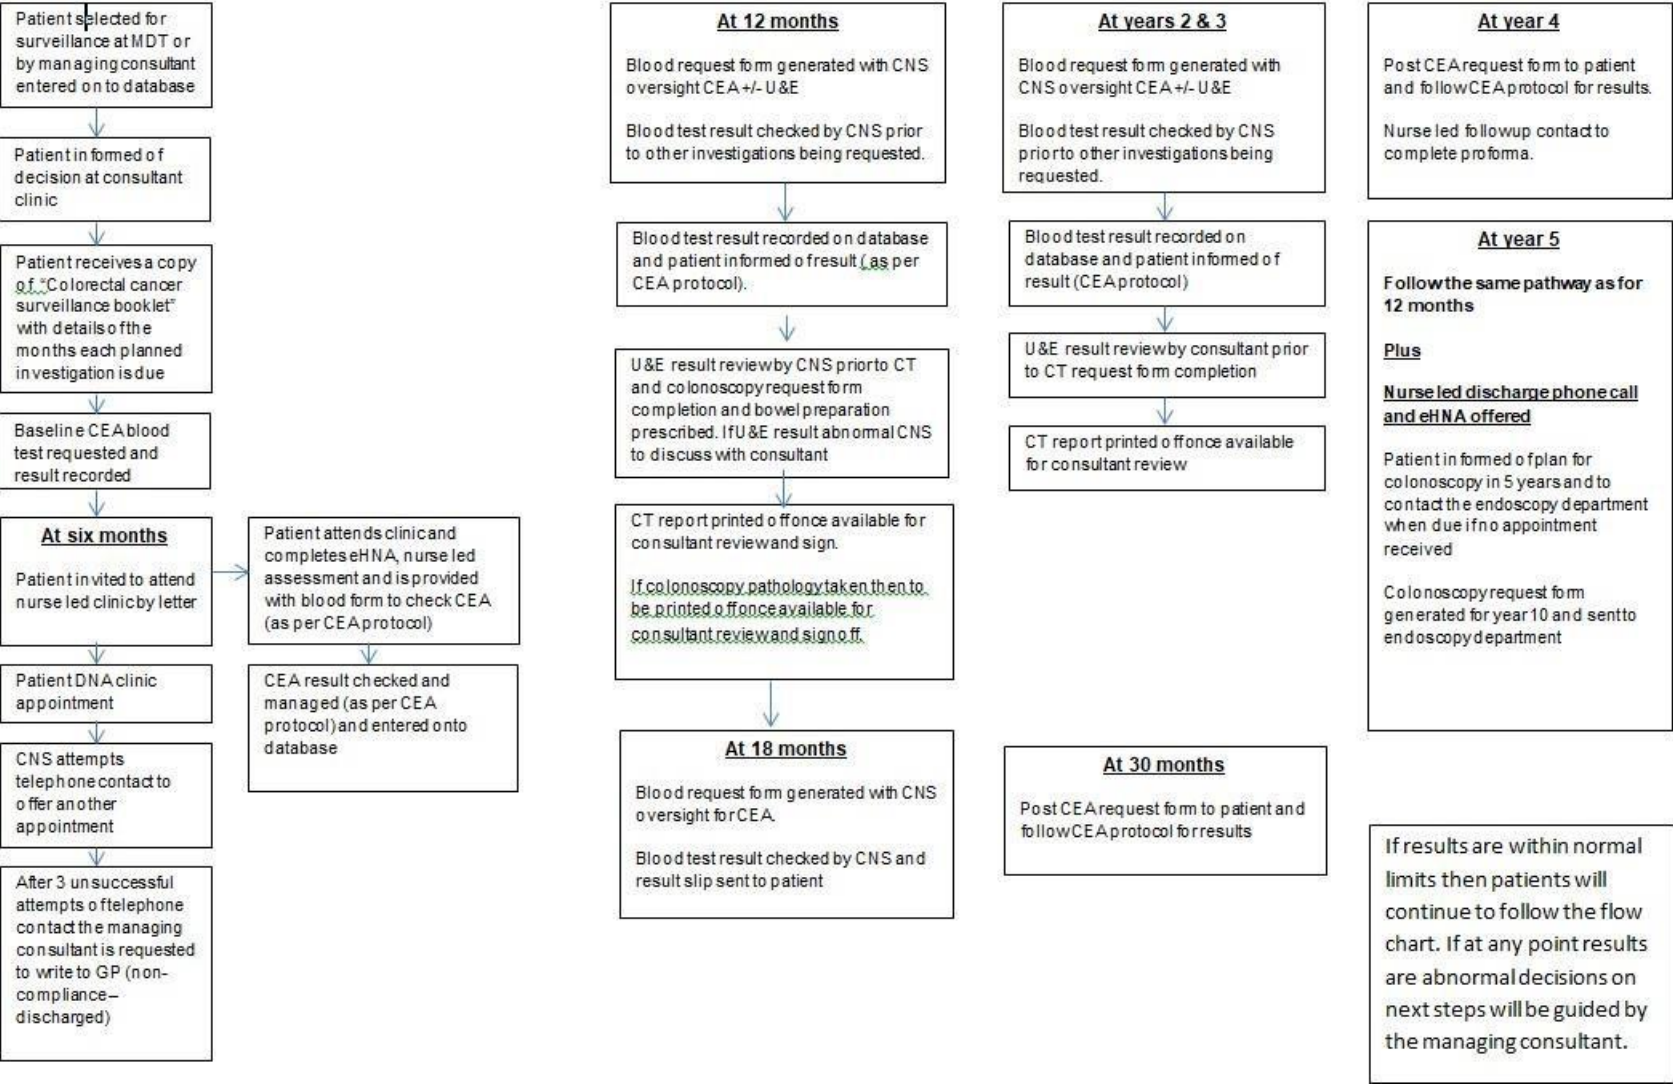 Patient selected for
surveillance at MDT or
by managing consultant
entered on to database
Patient informed of
decision at consultant
clinic
Patient receives a copy
of "Colorectal cancer
surveillance booklet"
with details of the
months each planned
investigation is due
Baseline CEA blood
test requested and
result recorded
At six months
Patient invited to attend
nurse led clinic by letter
Patient DNA clinic
appointment
CNS attempts
telephone contact to
offer another
appointment
After 3 unsuccessful
attempts of telephone
contact the managing
consultant is requested
to write to GP (non-
compliance–
discharged)
Patient attends clinic and
completes eHNA, nurse led
assessment and is provided
with blood form to check CEA
(as per CEA protocol)
CEA result checked and
managed (as per CEA
protocol) and entered onto
database
At 12 months
Blood request form generated with CNS
oversight CEA +/- U&E
Blood test result checked by CNS prior
to other investigations being requested.
Blood test result recorded on database
and patient informed of result ( as per
CEA protocol).
U&E result review by CNS prior to CT
and colonoscopy request form
completion and bowel preparation
prescribed. If U&E result abnormal CNS
to discuss with consultant
CT report printed off once available for
consultant review and sign.
If colonoscopy pathology taken then to
be printed off once available for
consultant review and sign off.
At 18 months
Blood request form generated with CNS
oversight for CEA.
Blood test result checked by CNS and
result slip sent to patient
At years 2 & 3
Blood request form generated with
CNS oversight CEA +/- U&E
Blood test result checked by CNS
prior to other investigations being
requested.
Blood test result recorded on
database and patient informed of
result (CEA protocol)
U&E result review by consultant prior
to CT request form completion
CT report printed off once available
for consultant review
At 30 months
Post CEA request form to patient and
follow CEA protocol for results
At year 4
Post CEA request form to patient
and follow CEA protocol for results.
Nurse led follow up contact to
complete proforma.
At year 5
Follow the same pathway as for
12 months
Plus
Nurse led discharge phone call
and eHNA offered
Patient informed of plan for
colonoscopy in 5 years and to
contact the endoscopy department
when due if no appointment
received
Colonoscopy request form
generated for year 10 and sent to
endoscopy department
If results are within normal
limits then patients will
continue to follow the flow
chart. If at any point results
are abnormal decisions on
next steps will be guided by
the managing consultant.